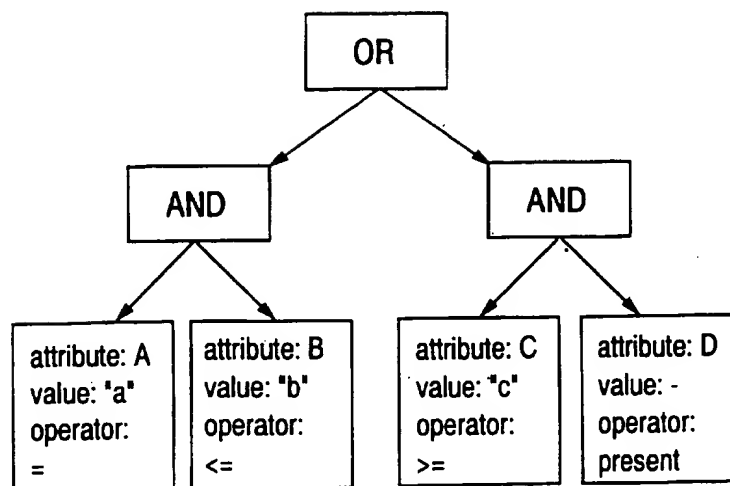 OR
AND
AND
attribute: A
value: "a"
operator:
=
attribute: B
value: "b"
operator:
<=
attribute: C
value: "c"
operator:
>=
attribute: D
value: -
operator:
present